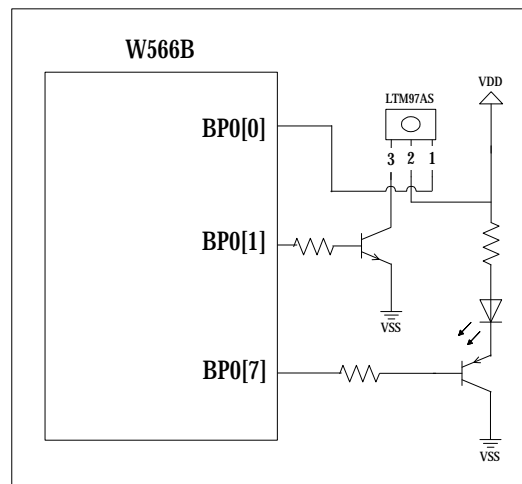 W566B
VDD
LTM97AS
BP0[0]
3 2 1
BP0[1]
VSS
BP0[7]
VSS